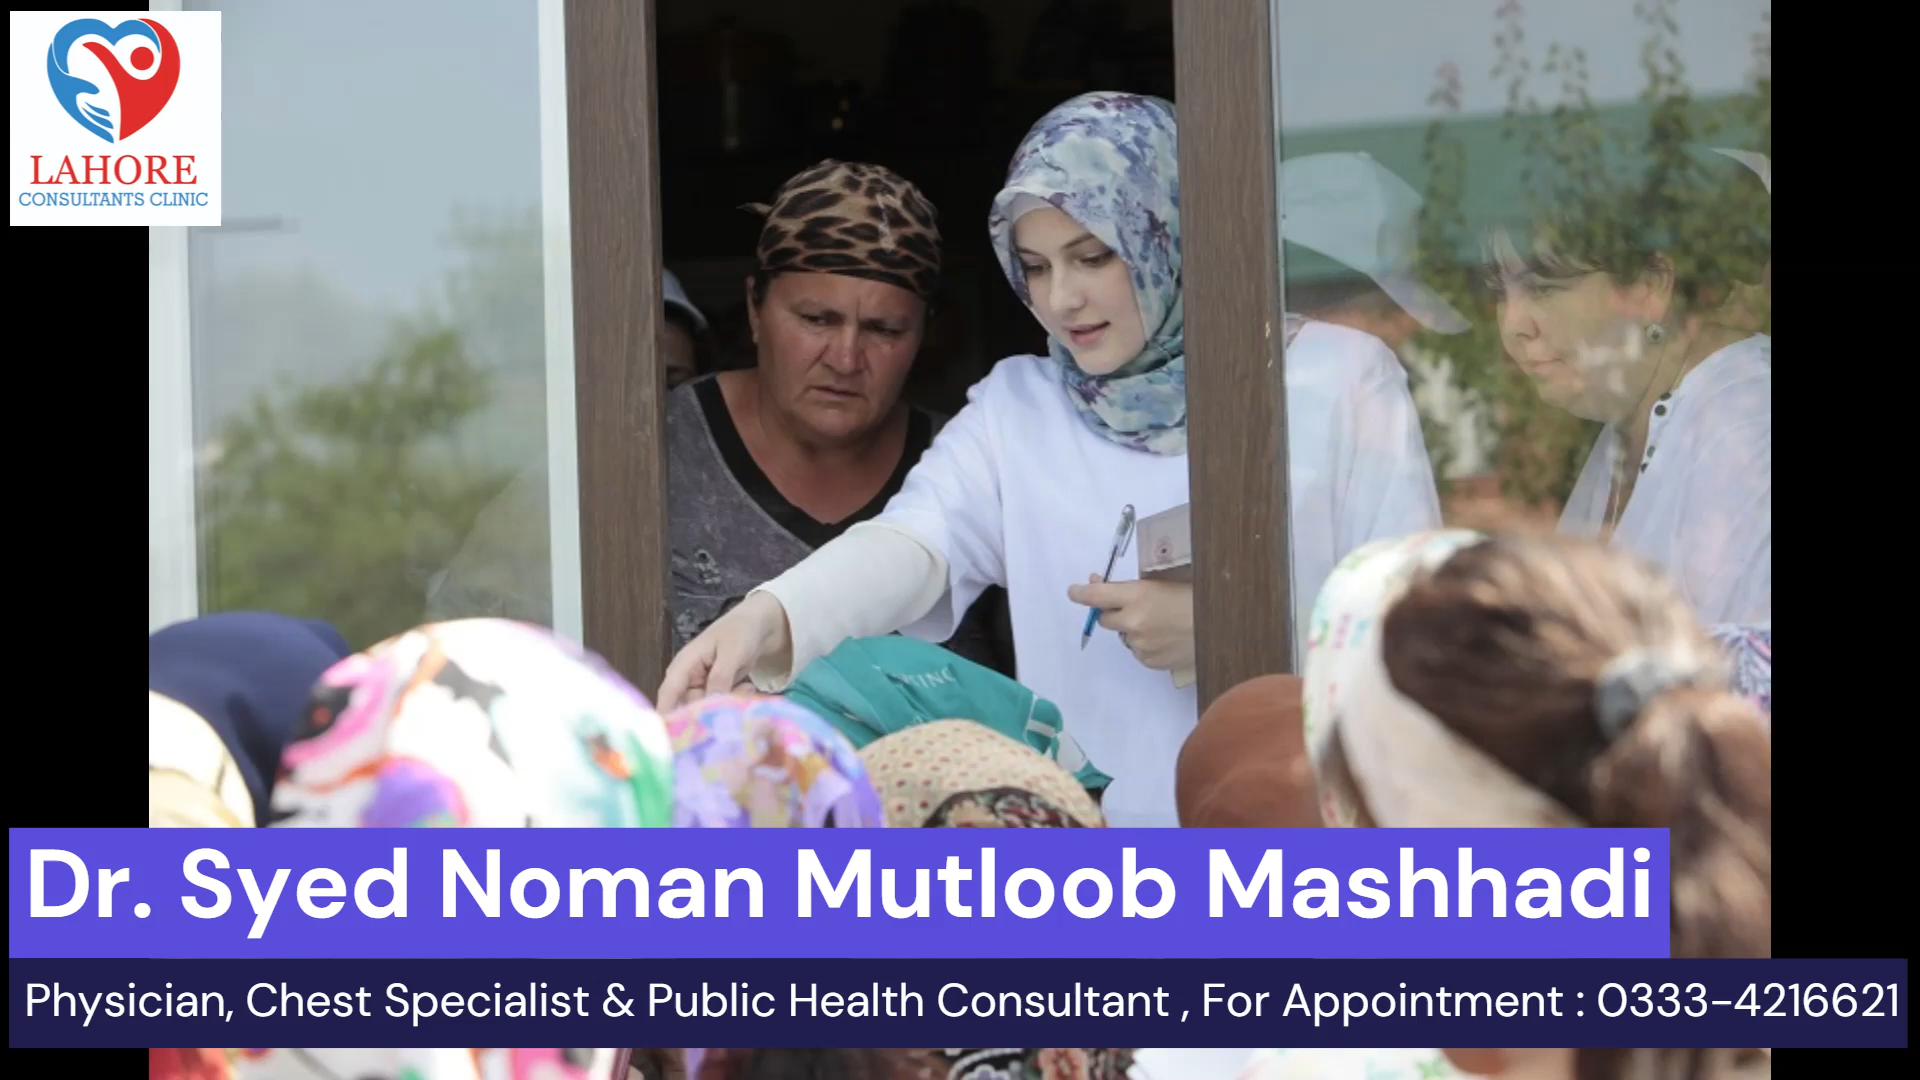 LAHORE
CONSULTANTS CLINIC
Dr. Syed Noman Mutloob Mashhadi
Physician, Chest Specialist & Public Health Consultant , For Appointment : 0333-4216621